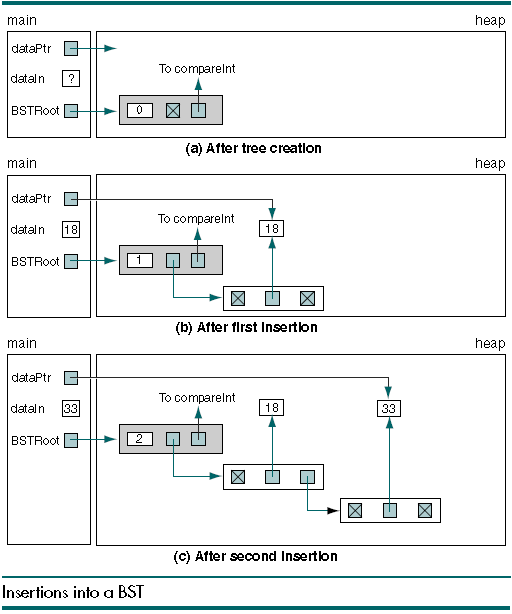 main heap
dataPtr
To compareInt
dataIn ?
BSTRoot 0
(a) After tree creation
main heap
dataPtr
To compareInt
dataIn 18 18
BSTRoot 1
(b) After first insertion
main heap
dataPtr
To compareInt
dataIn 33 18 33
BSTRoot 2
(c) After second insertion
Insertions into a BST